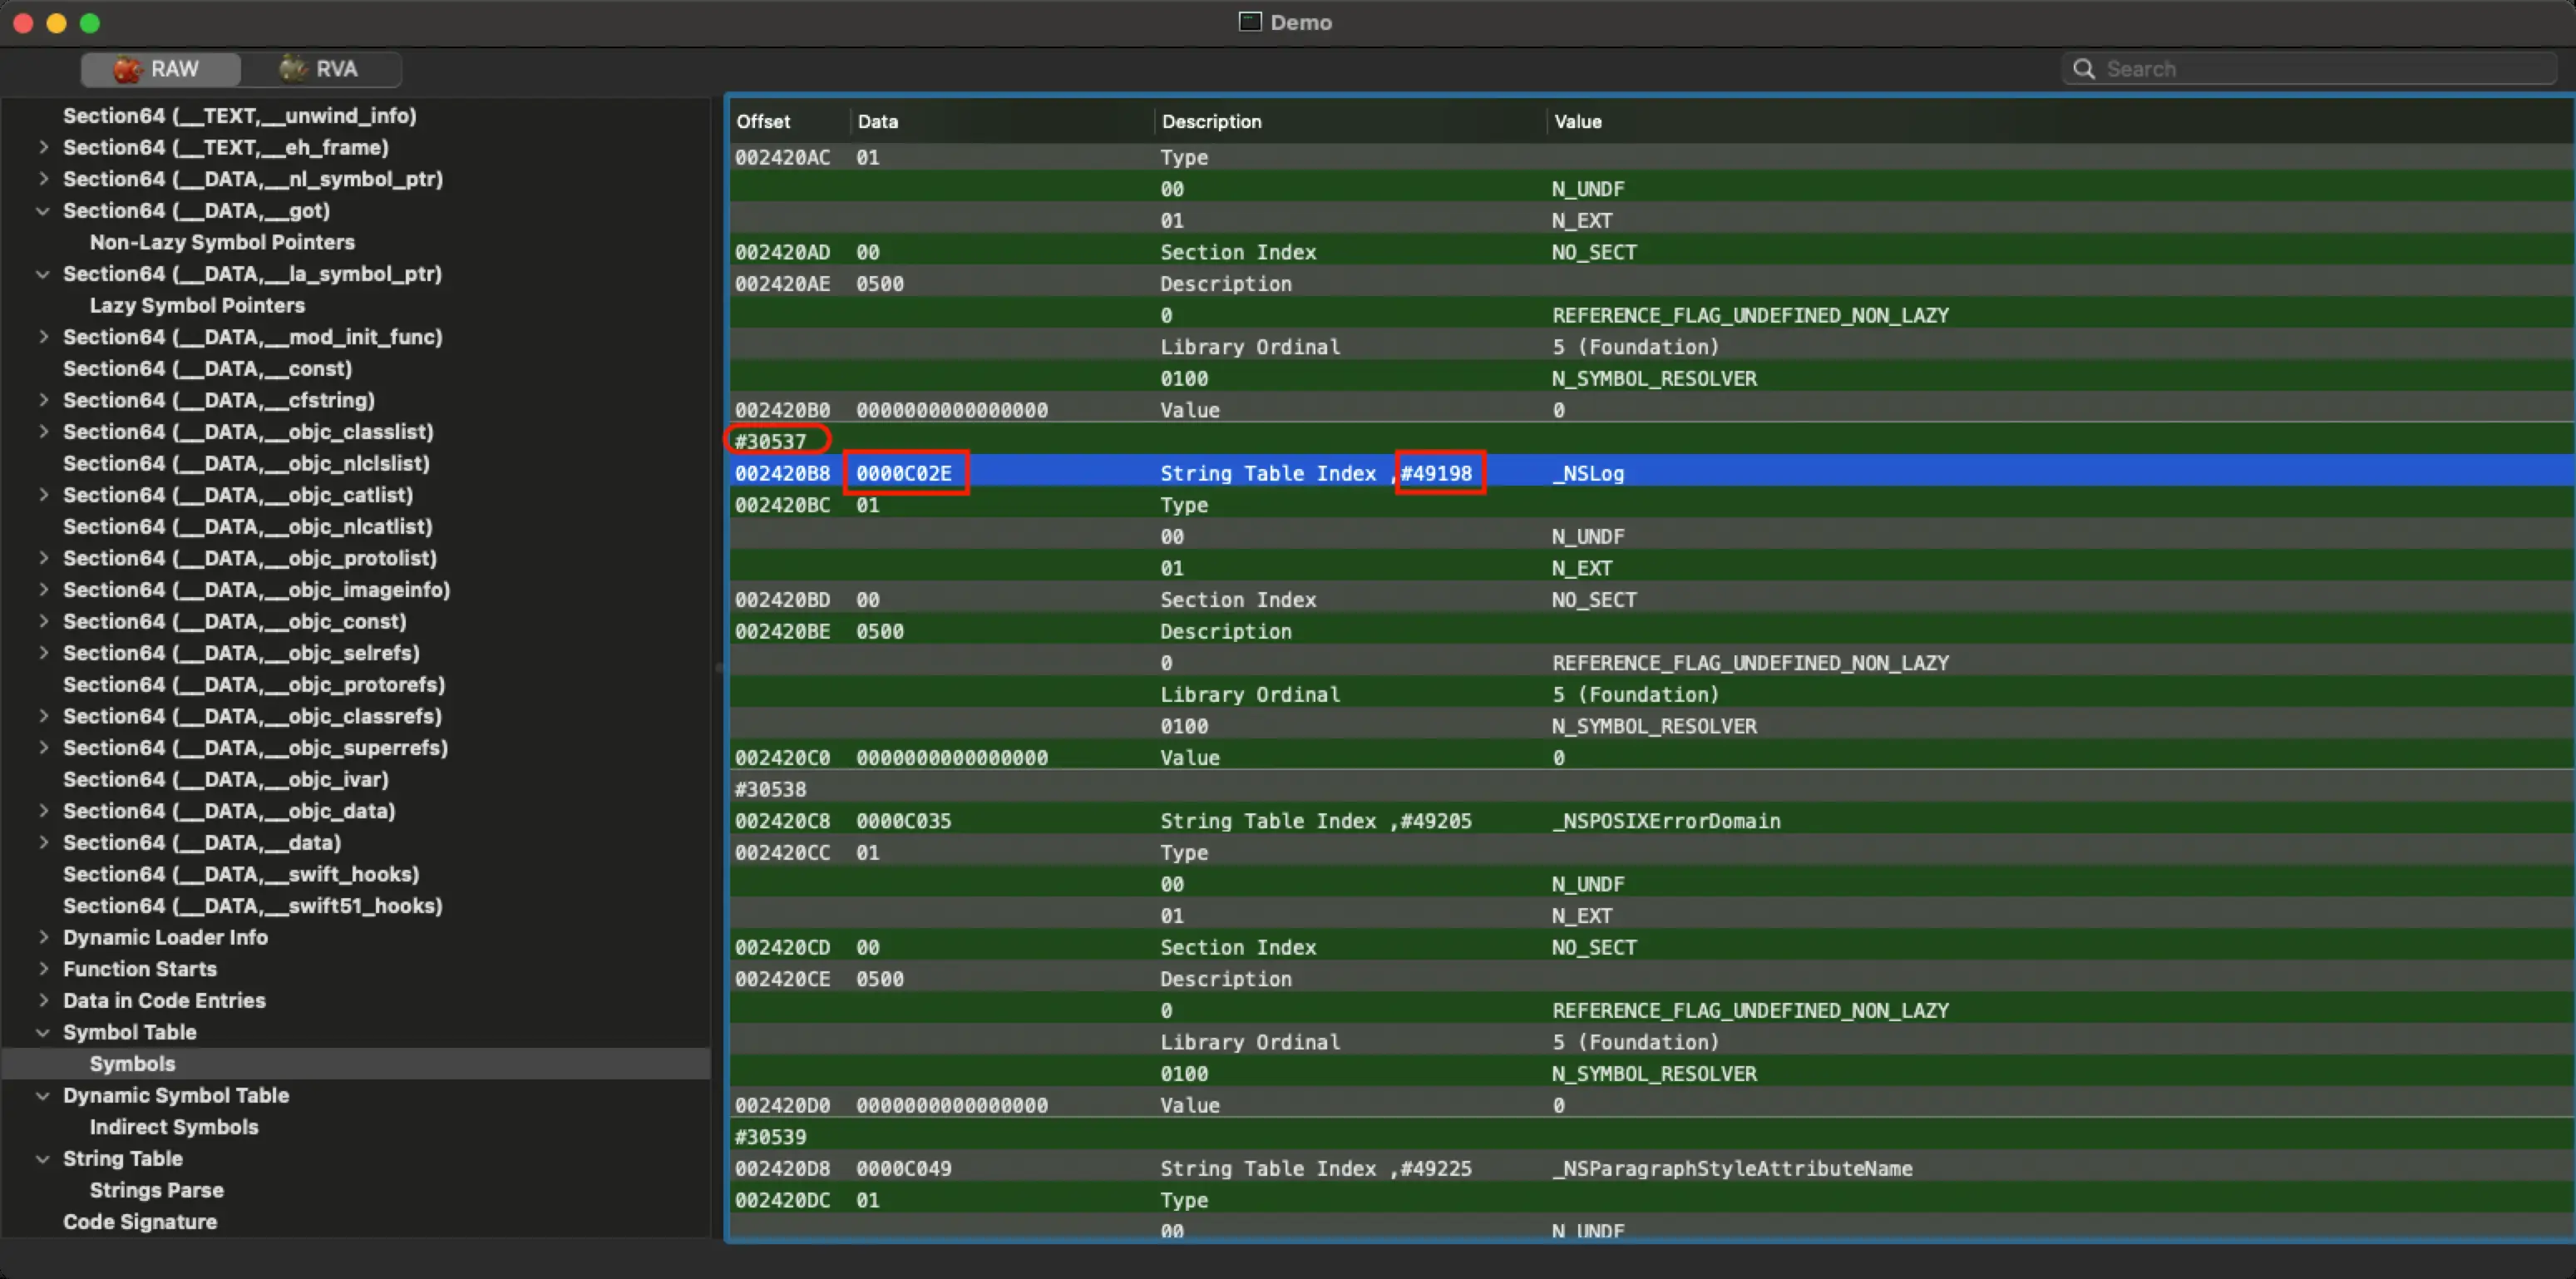 Demo
RAW RVA
Search
Section64 (__TEXT,__unwind_info)
Section64 (__TEXT,__eh_frame)
Section64 (__DATA,__nl_symbol_ptr)
Section64 (__DATA,__got)
Non-Lazy Symbol Pointers
Section64 (__DATA,__la_symbol_ptr)
Lazy Symbol Pointers
Section64 (__DATA,__mod_init_func)
Section64 (__DATA,__const)
Section64 (__DATA,__cfstring)
Section64 (__DATA,__objc_classlist)
Section64 (__DATA,__objc_nlclslist)
Section64 (__DATA,__objc_catlist)
Section64 (__DATA,__objc_nlcatlist)
Section64 (__DATA,__objc_protolist)
Section64 (__DATA,__objc_imageinfo)
Section64 (__DATA,__objc_const)
Section64 (__DATA,__objc_selrefs)
Section64 (__DATA,__objc_protorefs)
Section64 (__DATA,__objc_classrefs)
Section64 (__DATA,__objc_superrefs)
Section64 (__DATA,__objc_ivar)
Section64 (__DATA,__objc_data)
Section64 (__DATA,__data)
Section64 (__DATA,__swift_hooks)
Section64 (__DATA,__swift51_hooks)
Dynamic Loader Info
Function Starts
Data in Code Entries
Symbol Table
Symbols
Dynamic Symbol Table
Indirect Symbols
String Table
Strings Parse
Code Signature
Offset Data Description Value
002420AC 01 Type
00 N_UNDF
01 N_EXT
002420AD 00 Section Index NO_SECT
002420AE 0500 Description
0 REFERENCE_FLAG_UNDEFINED_NON_LAZY
Library Ordinal 5 (Foundation)
0100 N_SYMBOL_RESOLVER
002420B0 0000000000000000 Value 0
#30537
002420B8 0000C02E String Table Index ,#49198 _NSLog
002420BC 01 Type
00 N_UNDF
01 N_EXT
002420BD 00 Section Index NO_SECT
002420BE 0500 Description
0 REFERENCE_FLAG_UNDEFINED_NON_LAZY
Library Ordinal 5 (Foundation)
0100 N_SYMBOL_RESOLVER
002420C0 0000000000000000 Value 0
#30538
002420C8 0000C035 String Table Index ,#49205 _NSPOSIXErrorDomain
002420CC 01 Type
00 N_UNDF
01 N_EXT
002420CD 00 Section Index NO_SECT
002420CE 0500 Description
0 REFERENCE_FLAG_UNDEFINED_NON_LAZY
Library Ordinal 5 (Foundation)
0100 N_SYMBOL_RESOLVER
002420D0 0000000000000000 Value 0
#30539
002420D8 0000C049 String Table Index ,#49225 _NSParagraphStyleAttributeName
002420DC 01 Type
00 N_UNDF